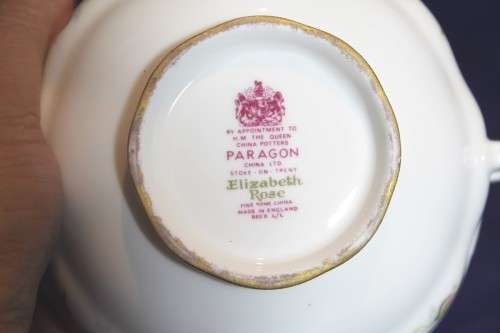 BY APPOINTMENT TO
H.M. THE QUEEN
CHINA POTTERS
PARAGON
CHINA LTD.
STOKE-ON-TRENT
Elizabeth
Rose
FINE BONE CHINA
MADE IN ENGLAND
REG'D